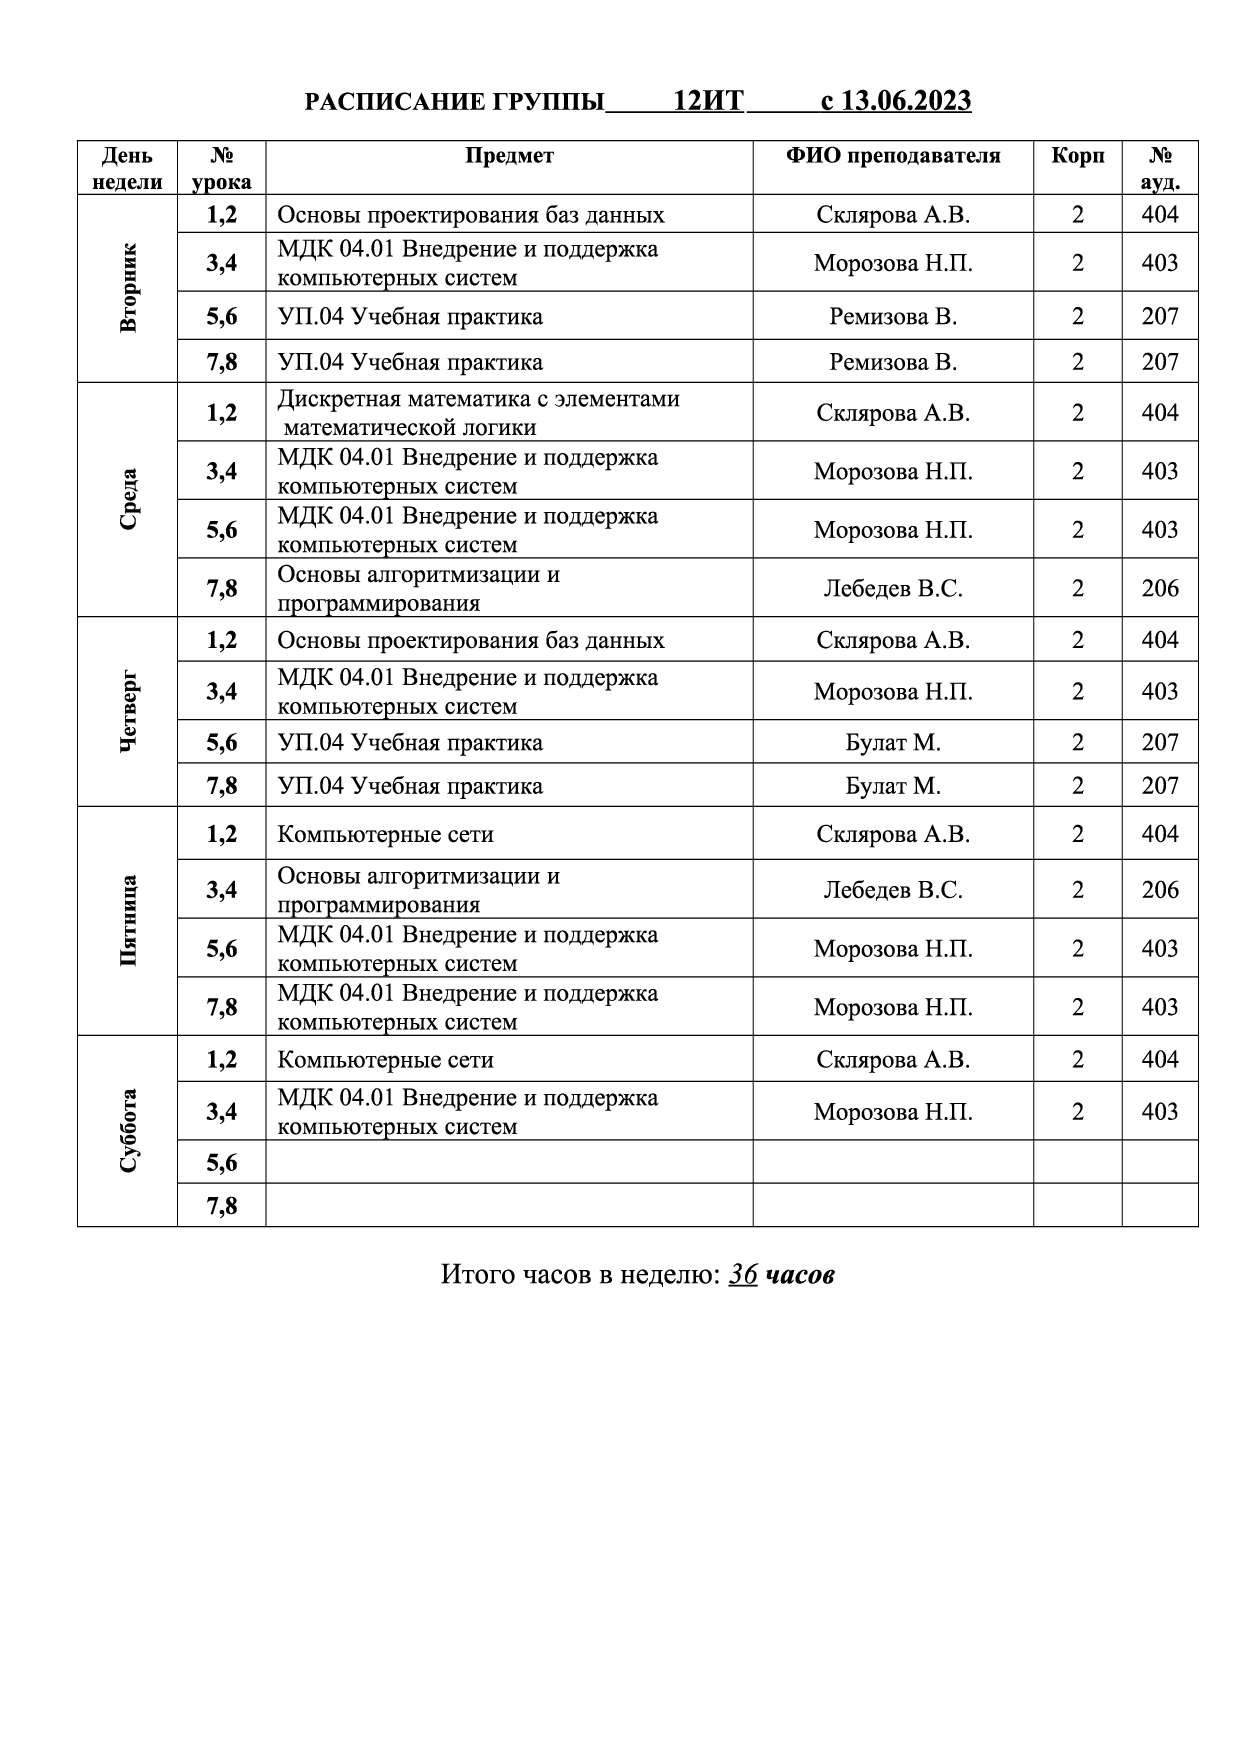 РАСПИСАНИЕ ГРУППЫ_____12ИТ_____с 13.06.2023
День недели № урока Предмет ФИО преподавателя Корп № ауд.
Вторник
1,2 Основы проектирования баз данных Склярова А.В. 2 404
3,4 МДК 04.01 Внедрение и поддержка
компьютерных систем Морозова Н.П. 2 403
5,6 УП.04 Учебная практика Ремизова В. 2 207
7,8 УП.04 Учебная практика Ремизова В. 2 207
Среда
1,2 Дискретная математика с элементами
математической логики Склярова А.В. 2 404
3,4 МДК 04.01 Внедрение и поддержка
компьютерных систем Морозова Н.П. 2 403
5,6 МДК 04.01 Внедрение и поддержка
компьютерных систем Морозова Н.П. 2 403
7,8 Основы алгоритмизации и
программирования Лебедев В.С. 2 206
Четверг
1,2 Основы проектирования баз данных Склярова А.В. 2 404
3,4 МДК 04.01 Внедрение и поддержка
компьютерных систем Морозова Н.П. 2 403
5,6 УП.04 Учебная практика Булат М. 2 207
7,8 УП.04 Учебная практика Булат М. 2 207
Пятница
1,2 Компьютерные сети Склярова А.В. 2 404
3,4 Основы алгоритмизации и
программирования Лебедев В.С. 2 206
5,6 МДК 04.01 Внедрение и поддержка
компьютерных систем Морозова Н.П. 2 403
7,8 МДК 04.01 Внедрение и поддержка
компьютерных систем Морозова Н.П. 2 403
Суббота
1,2 Компьютерные сети Склярова А.В. 2 404
3,4 МДК 04.01 Внедрение и поддержка
компьютерных систем Морозова Н.П. 2 403
5,6
7,8
Итого часов в неделю: 36 часов